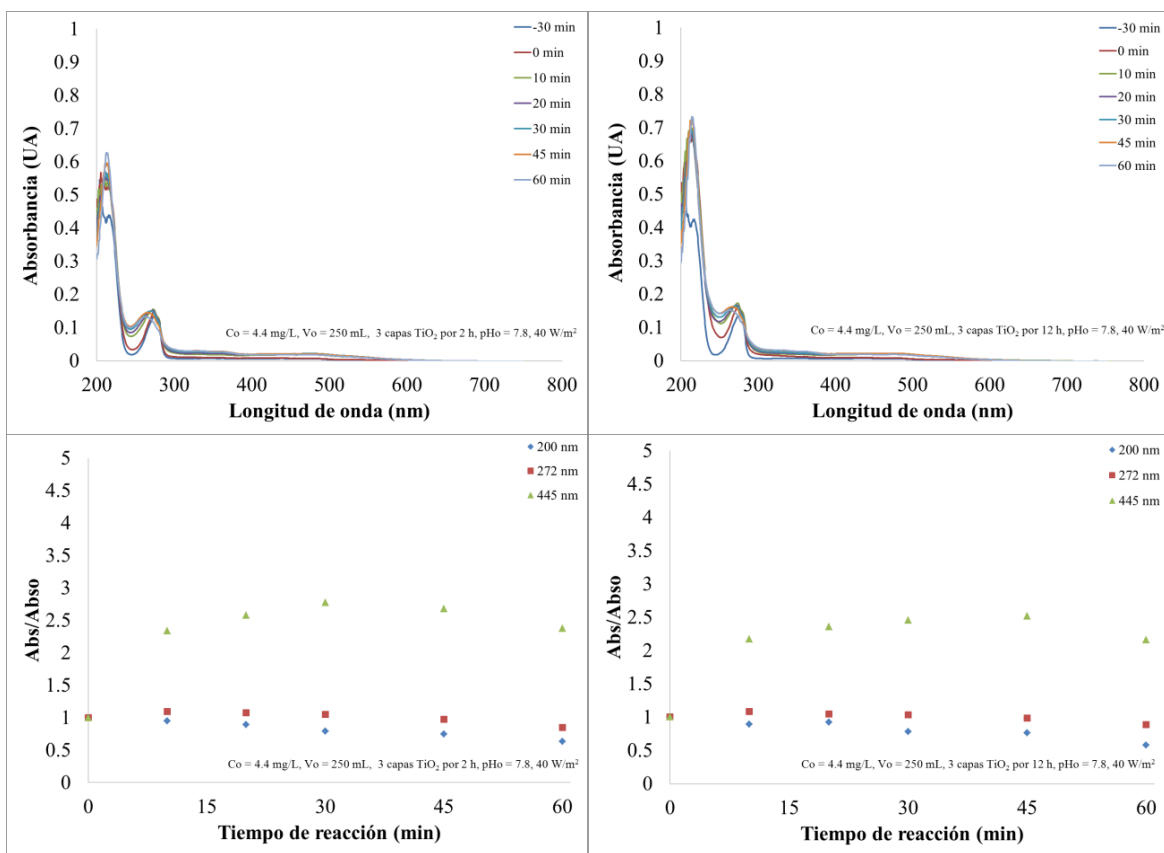 1
0.9
0.8
0.7
0.6
0.5
0.4
0.3
0.2
0.1
0
200 300 400 500 600 700 800
Absorbancia (UA)
Longitud de onda (nm)
-30 min
0 min
10 min
20 min
30 min
45 min
60 min
Co = 4.4 mg/L, Vo = 250 mL, 3 capas TiO₂ por 2 h, pHo = 7.8, 40 W/m²
1
0.9
0.8
0.7
0.6
0.5
0.4
0.3
0.2
0.1
0
200 300 400 500 600 700 800
Absorbancia (UA)
Longitud de onda (nm)
-30 min
0 min
10 min
20 min
30 min
45 min
60 min
Co = 4.4 mg/L, Vo = 250 mL, 3 capas TiO₂ por 12 h, pHo = 7.8, 40 W/m²
5
4.5
4
3.5
3
2.5
2
1.5
1
0.5
0
0 15 30 45 60
Abs/Abso
Tiempo de reacción (min)
200 nm
272 nm
445 nm
Co = 4.4 mg/L, Vo = 250 mL, 3 capas TiO₂ por 2 h, pHo = 7.8, 40 W/m²
5
4.5
4
3.5
3
2.5
2
1.5
1
0.5
0
0 15 30 45 60
Abs/Abso
Tiempo de reacción (min)
200 nm
272 nm
445 nm
Co = 4.4 mg/L, Vo = 250 mL, 3 capas TiO₂ por 12 h, pHo = 7.8, 40 W/m²